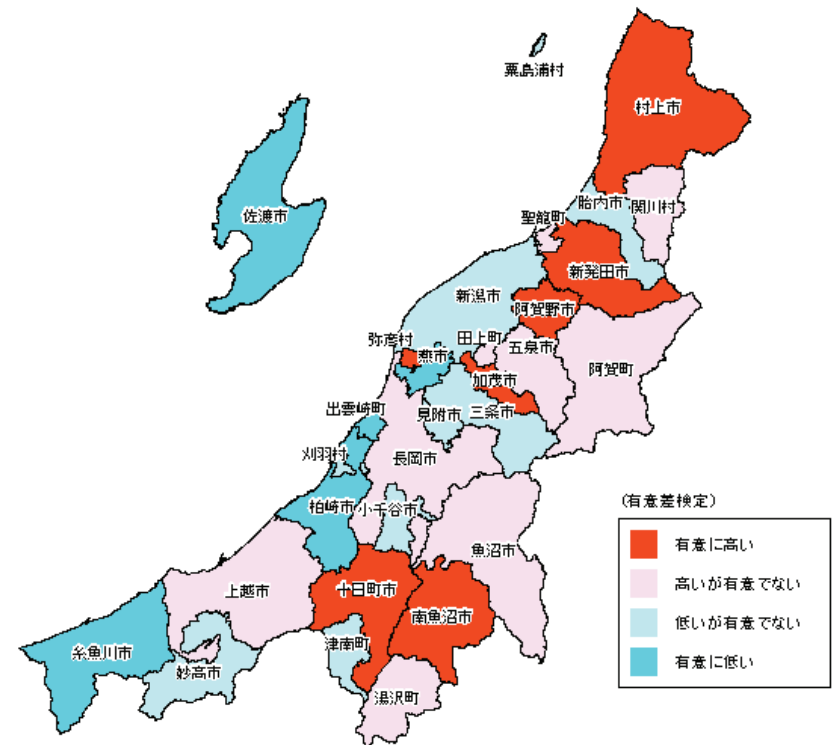 粟島浦村
村上市
佐渡市
胎内市
関川村
聖籠町
新発田市
新潟市
阿賀野市
弥彦村
田上町
五泉市
燕市
阿賀町
加茂市
出雲崎町
見附市
三条市
刈羽村
長岡市
柏崎市
小千谷市
魚沼市
上越市
十日町市
南魚沼市
糸魚川市
津南町
妙高市
湯沢町
(有意差検定)
有意に高い
高いが有意でない
低いが有意でない
有意に低い